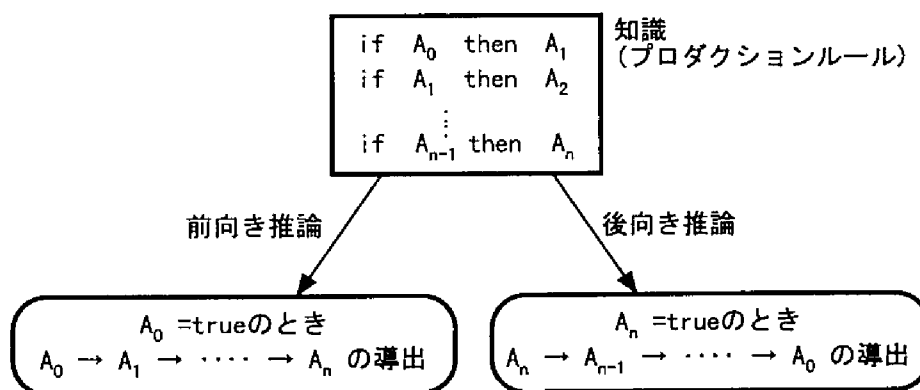 if A₀ then A₁
if A₁ then A₂
⋮
if Aₙ₋₁ then Aₙ
知識
(プロダクションルール)
前向き推論
後向き推論
A₀ =trueのとき
A₀ → A₁ → ‥‥ → Aₙ の導出
Aₙ =trueのとき
Aₙ → Aₙ₋₁ → ‥‥ → A₀ の導出